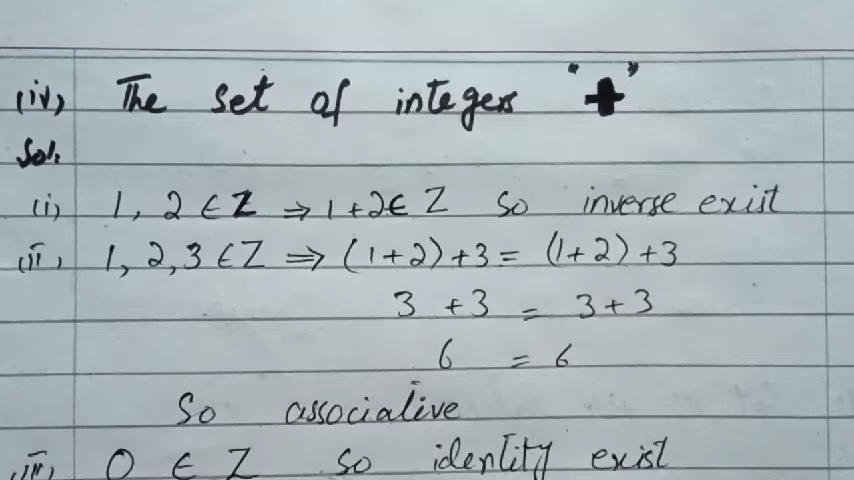 (iv) The set of integers "+"
Sol:
(i) 1, 2 ∈ Z ⇒ 1+2 ∈ Z so inverse exist
(ii) 1, 2, 3 ∈ Z ⇒ (1+2)+3 = (1+2)+3
3 + 3 = 3+3
6 = 6
So associative
(iii) 0 ∈ Z so identity exist